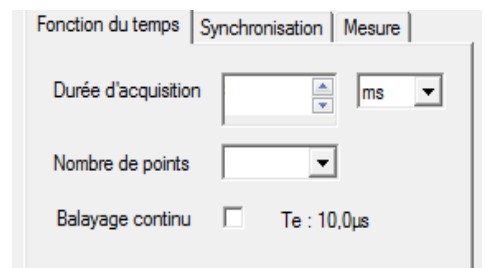 Fonction du temps Synchronisation Mesure
Durée d'acquisition ms
Nombre de points
Balayage continu Te : 10,0µs